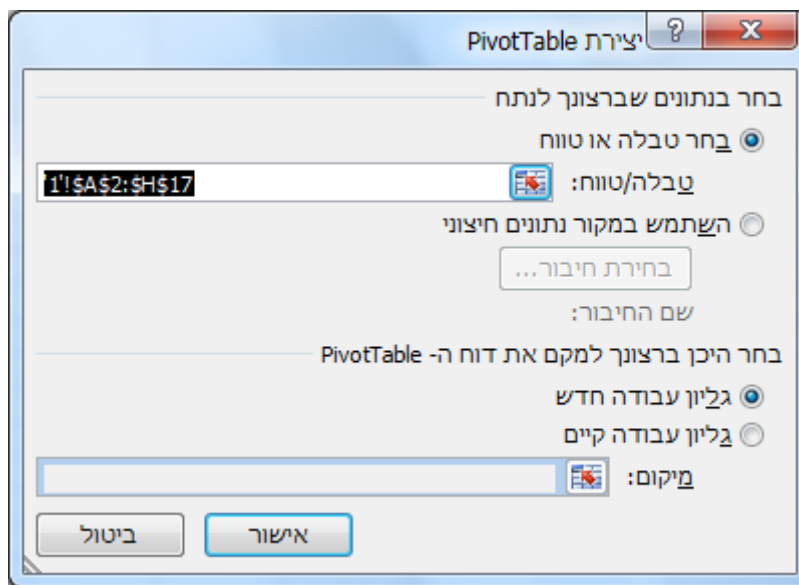 יצירת PivotTable
בחר בנתונים שברצונך לנתח
בחר טבלה או טווח
טבלה/טווח: '1'!$A$2:$H$17
השתמש במקור נתונים חיצוני
בחירת חיבור...
שם החיבור:
בחר היכן ברצונך למקם את דוח ה- PivotTable
גליון עבודה חדש
גליון עבודה קיים
מיקום:
אישור ביטול